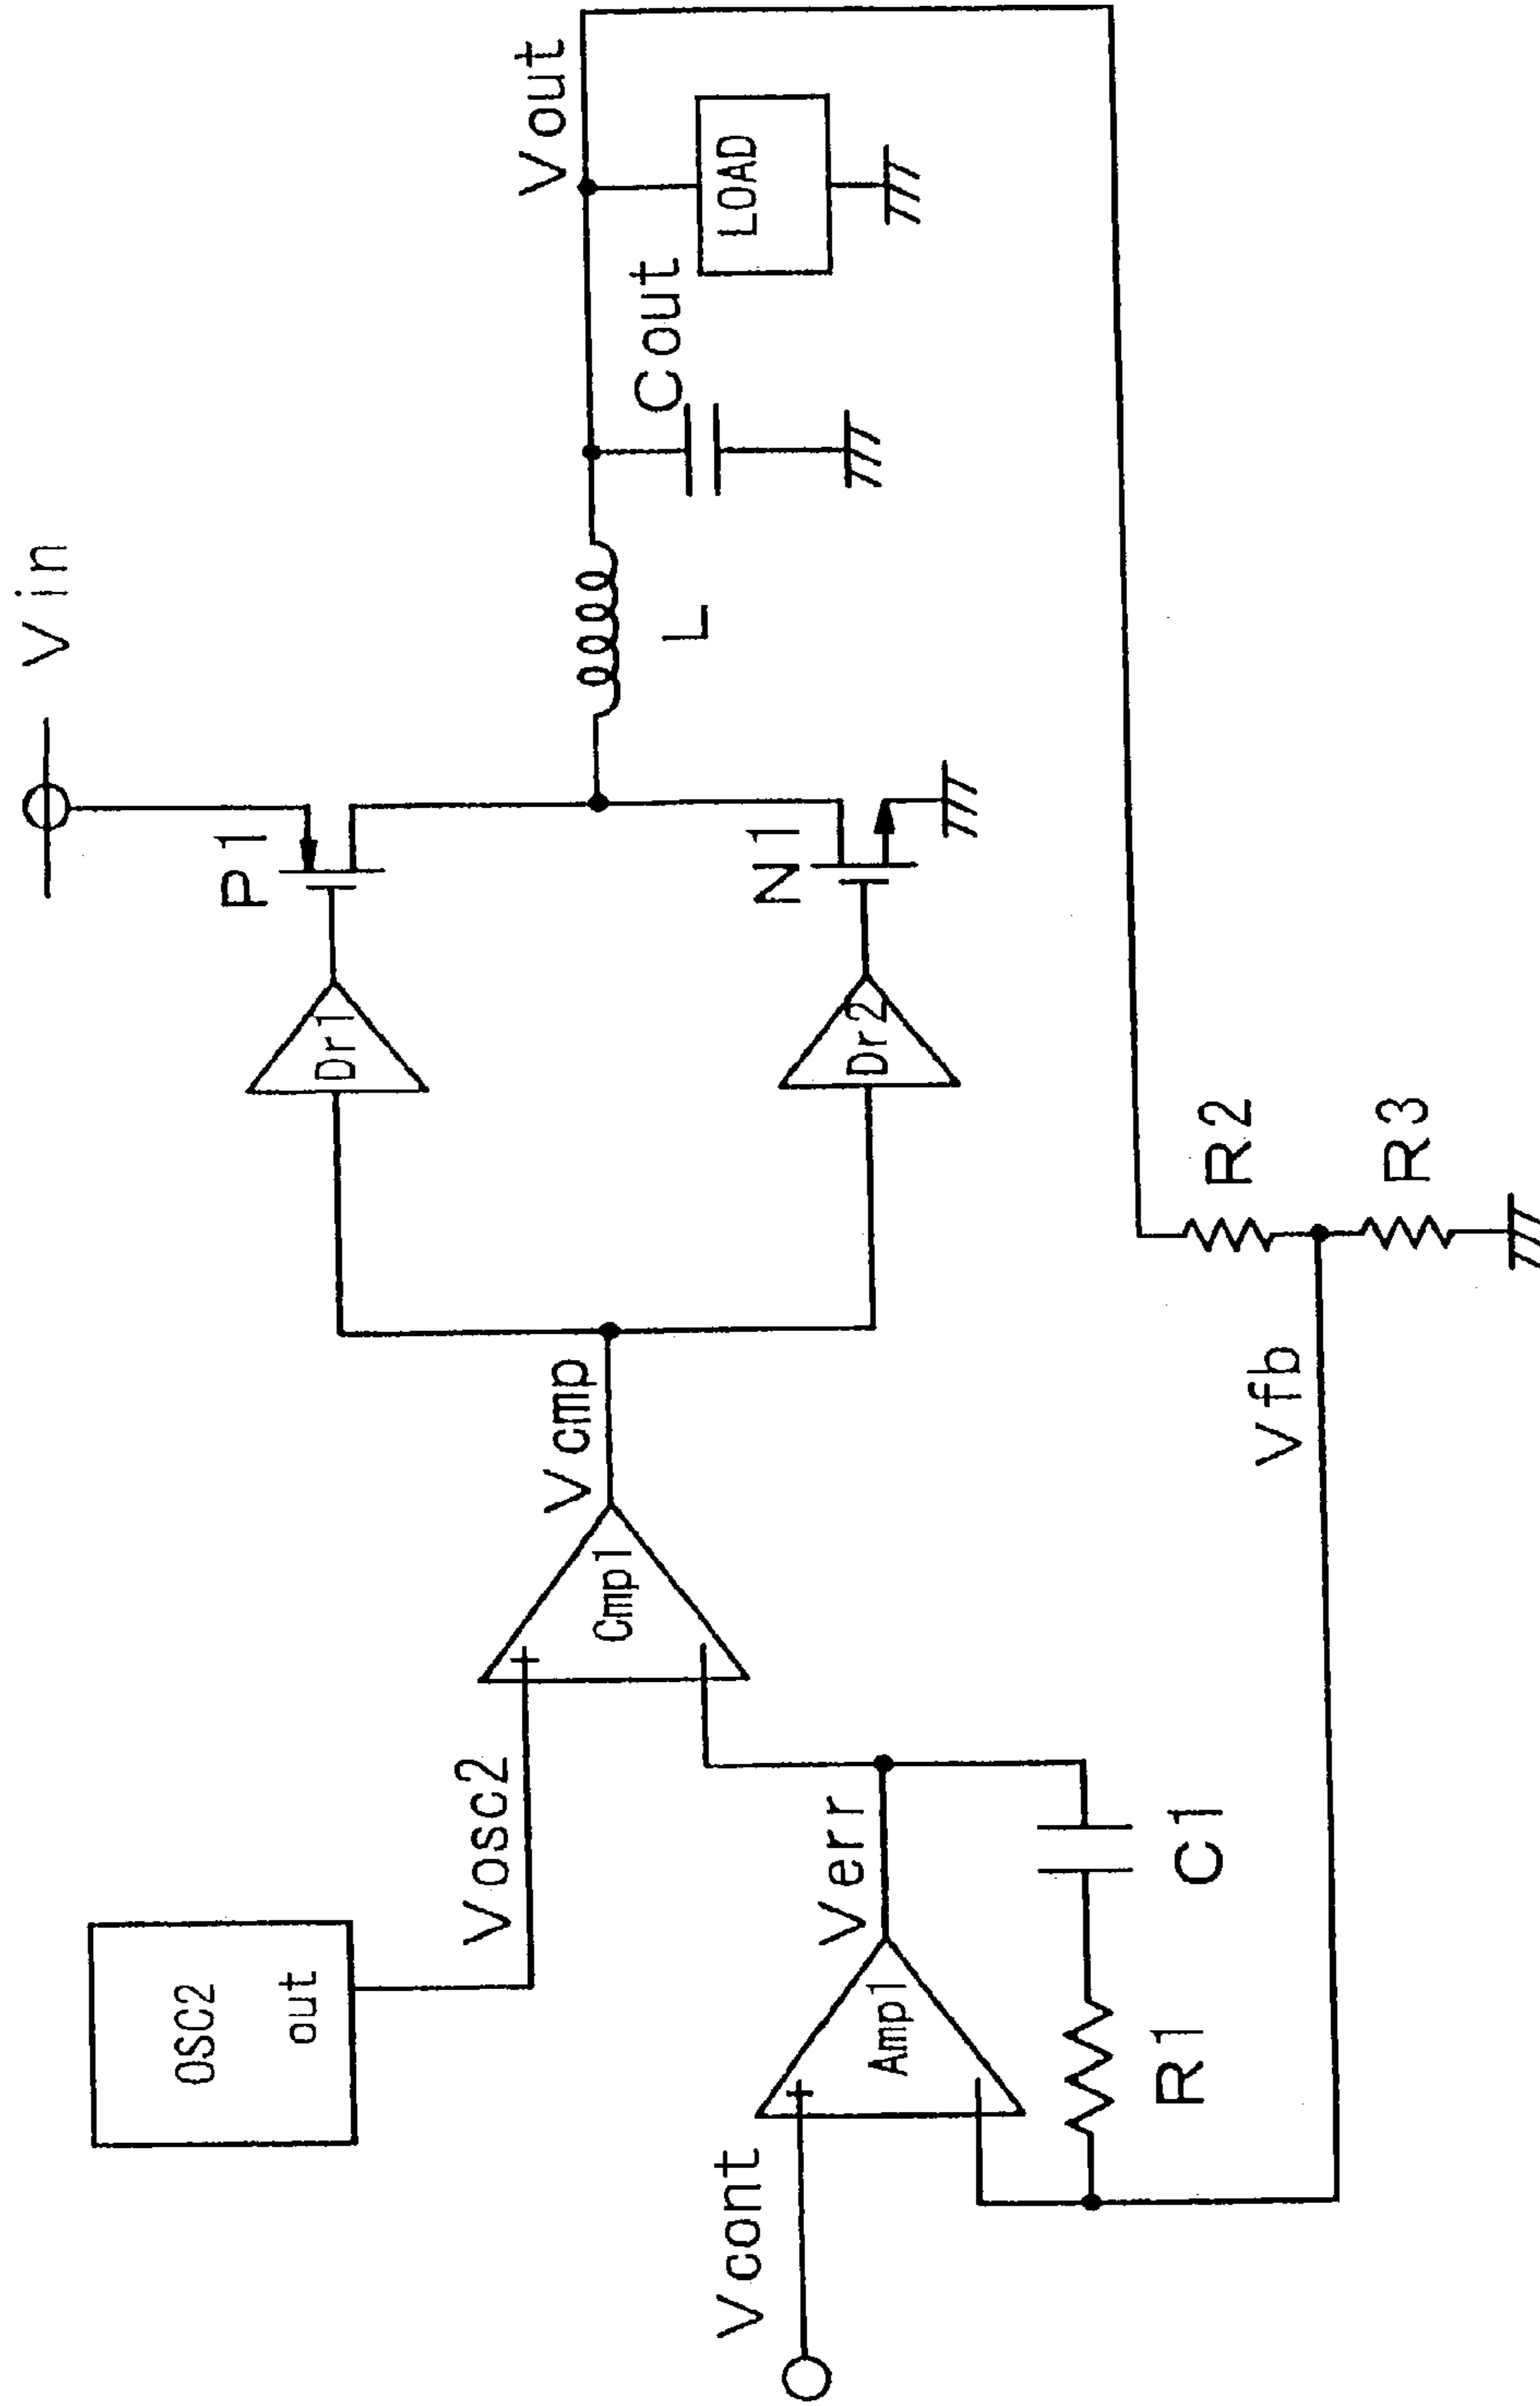 Vin
P1
Dr1
Vout
OSC2
out
Vosc2
Cmp1
Vcmp
L
Cout
LOAD
N1
Dr2
Vcont
Amp1
Verr
R1
C1
Vfb
R2
R3